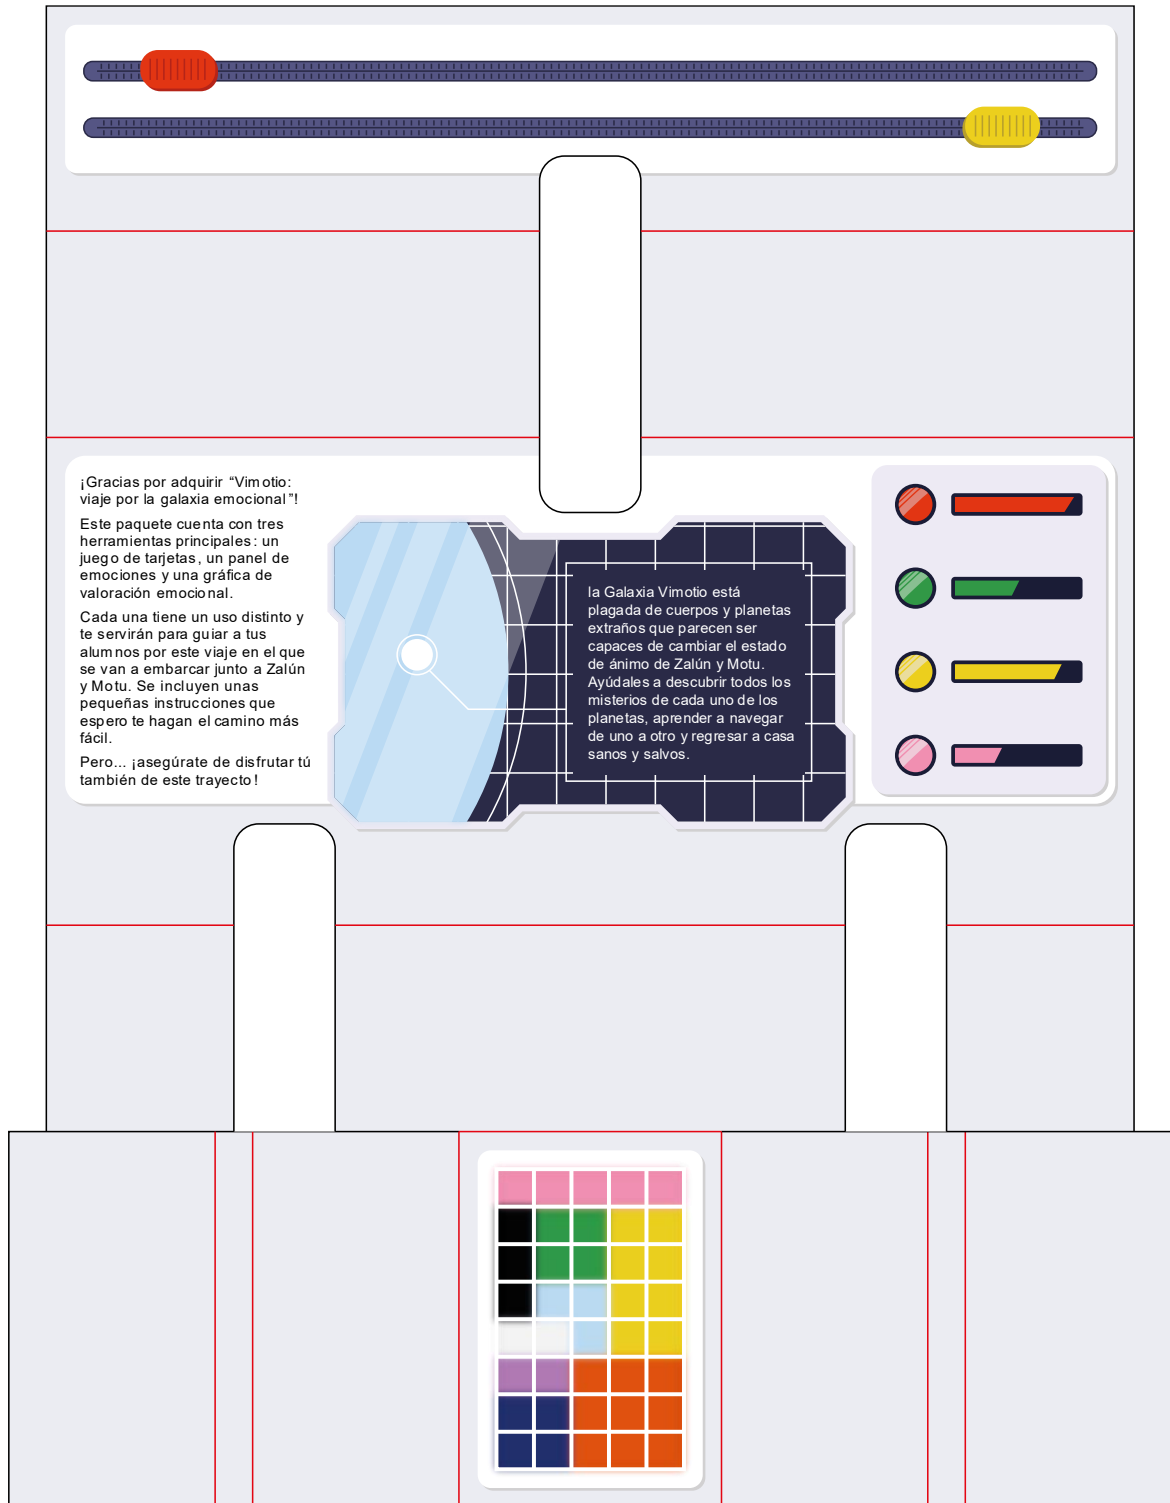 ¡Gracias por adquirir “Vimotio:
viaje por la galaxia emocional”!
Este paquete cuenta con tres
herramientas principales: un
juego de tarjetas, un panel de
emociones y una gráfica de
valoración emocional.
Cada una tiene un uso distinto y
te servirán para guiar a tus
alumnos por este viaje en el que
se van a embarcar junto a Zalún
y Motu. Se incluyen unas
pequeñas instrucciones que
espero te hagan el camino más
fácil.
Pero... ¡asegúrate de disfrutar tú
también de este trayecto!
la Galaxia Vimotio está
plagada de cuerpos y planetas
extraños que parecen ser
capaces de cambiar el estado
de ánimo de Zalún y Motu.
Ayúdales a descubrir todos los
misterios de cada uno de los
planetas, aprender a navegar
de uno a otro y regresar a casa
sanos y salvos.